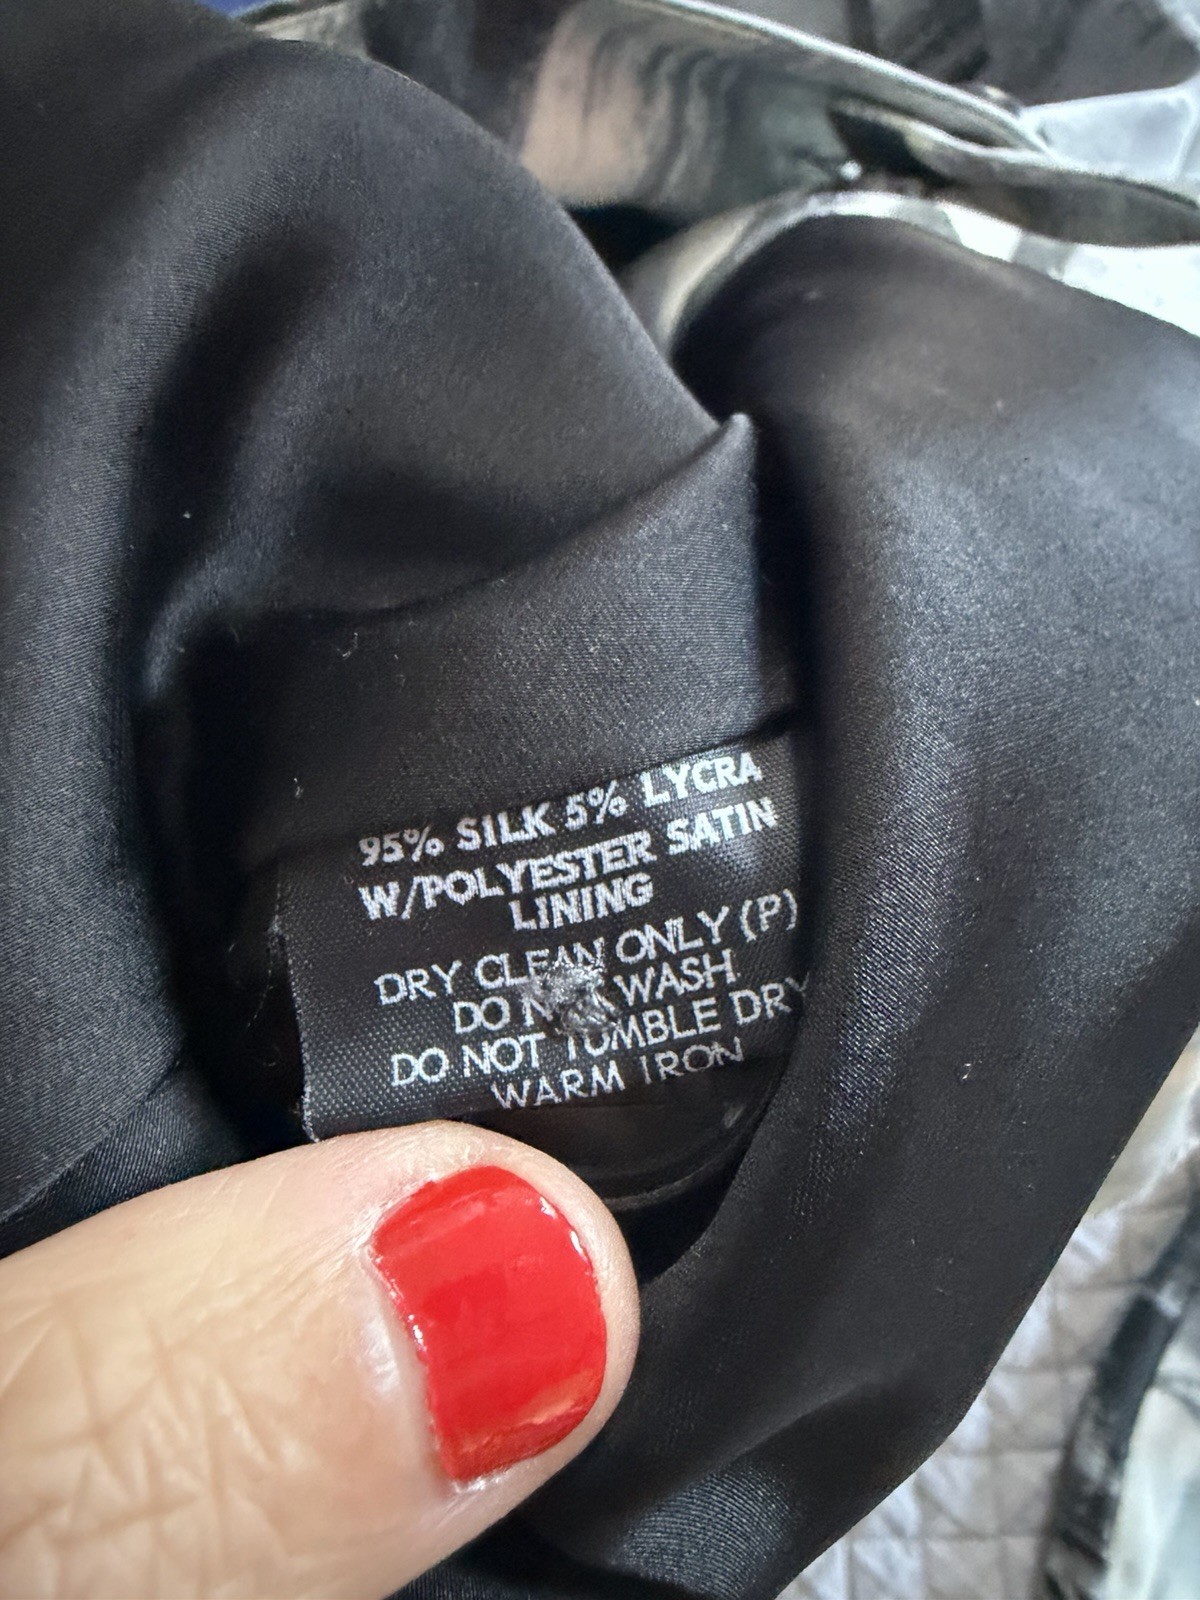 95% SILK 5% LYCRA
W/POLYESTER SATIN
LINING
DRY CLEAN ONLY (P)
DO WASH
DO NOT TUMBLE DRY
WARM IRON